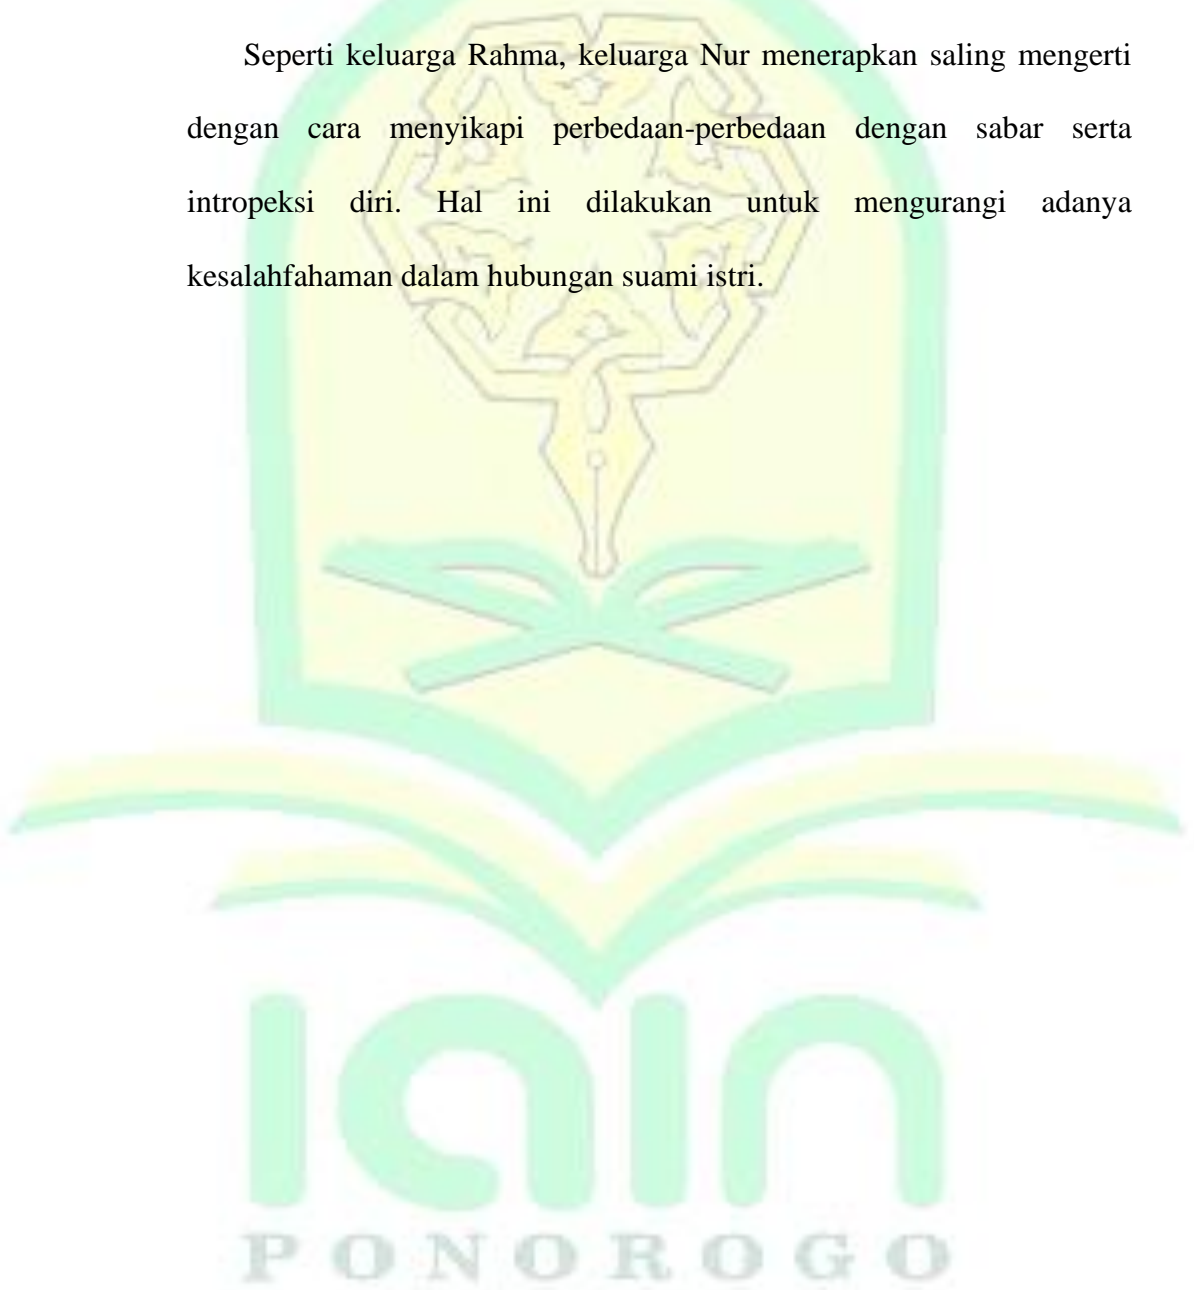 Seperti keluarga Rahma, keluarga Nur menerapkan saling mengerti
dengan cara menyikapi perbedaan-perbedaan dengan sabar serta
intropeksi diri. Hal ini dilakukan untuk mengurangi adanya
kesalahfahaman dalam hubungan suami istri.
iain
PONOROGO